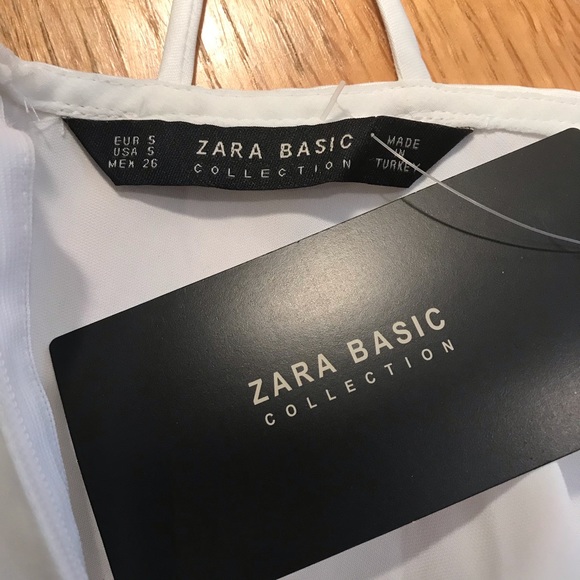 EUR S
USA S
MEX 26
ZARA BASIC
COLLECTION
MADE
IN
TURKEY
ZARA BASIC
COLLECTION